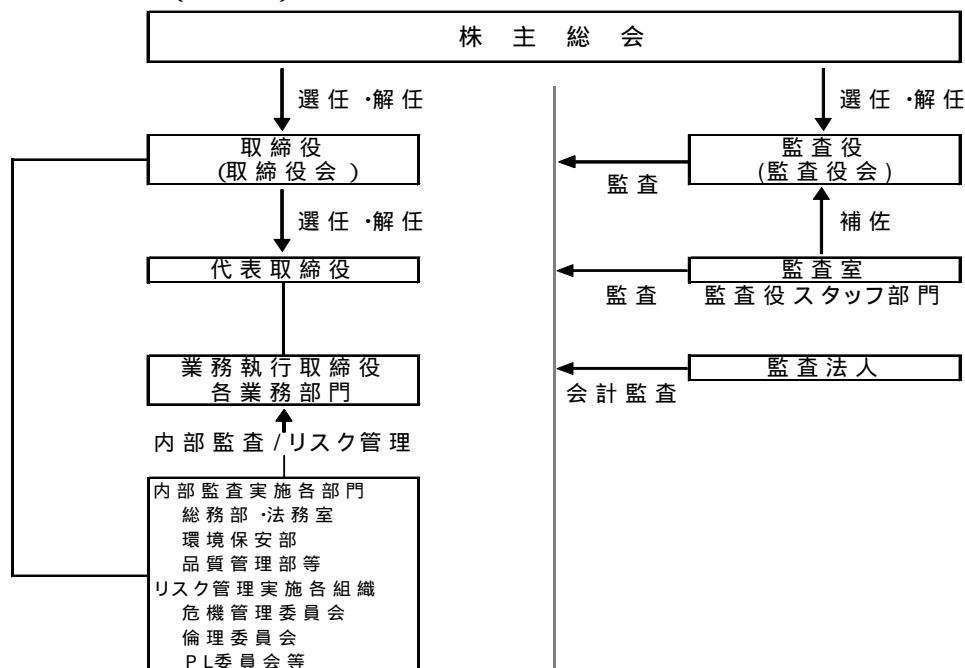 株主総会
選任・解任
選任・解任
取締役
(取締役会)
監査
監査役
(監査役会)
選任・解任
補佐
代表取締役
監査
監査室
監査役スタッフ部門
業務執行取締役
各業務部門
会計監査
監査法人
内部監査/リスク管理
内部監査実施各部門
総務部・法務室
環境保安部
品質管理部等
リスク管理実施各組織
危機管理委員会
倫理委員会
PL委員会等